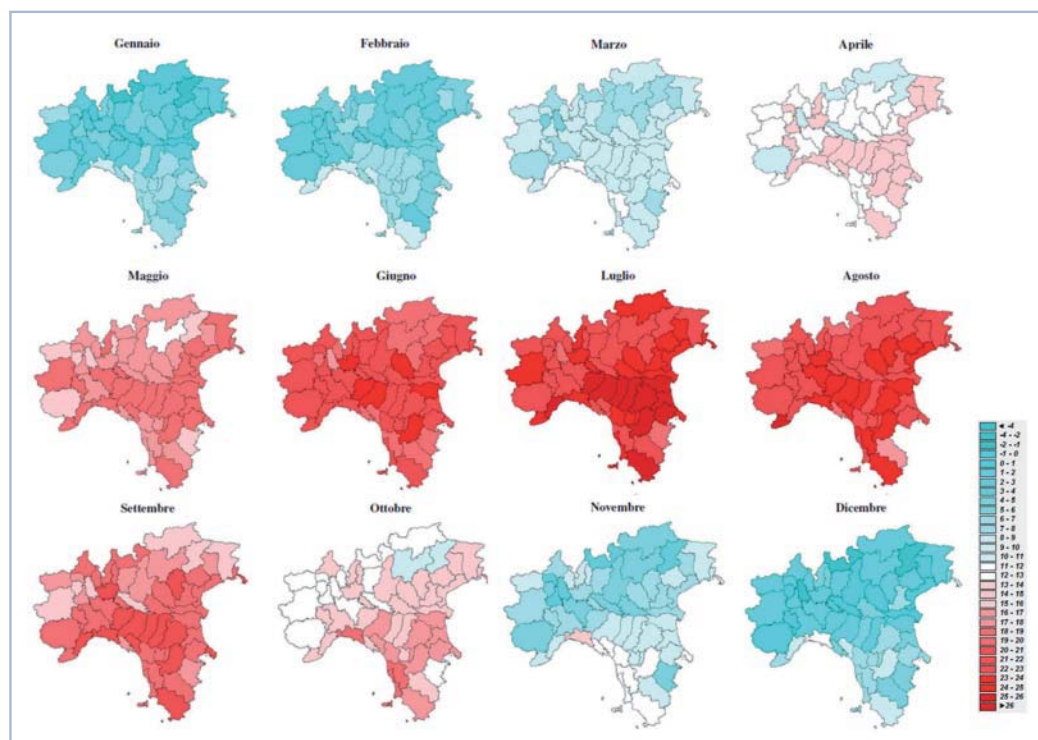 Gennaio
Febbraio
Marzo
Aprile
Maggio
Giugno
Luglio
Agosto
Settembre
Ottobre
Novembre
Dicembre
< -4
-4 - -2
-2 - -1
-1 - 0
0 - 1
1 - 2
2 - 3
3 - 4
4 - 5
5 - 6
6 - 7
7 - 8
8 - 9
9 - 10
10 - 11
11 - 12
12 - 13
13 - 14
14 - 15
15 - 16
16 - 17
17 - 18
18 - 19
19 - 20
20 - 21
21 - 22
22 - 23
23 - 24
24 - 25
25 - 26
>26